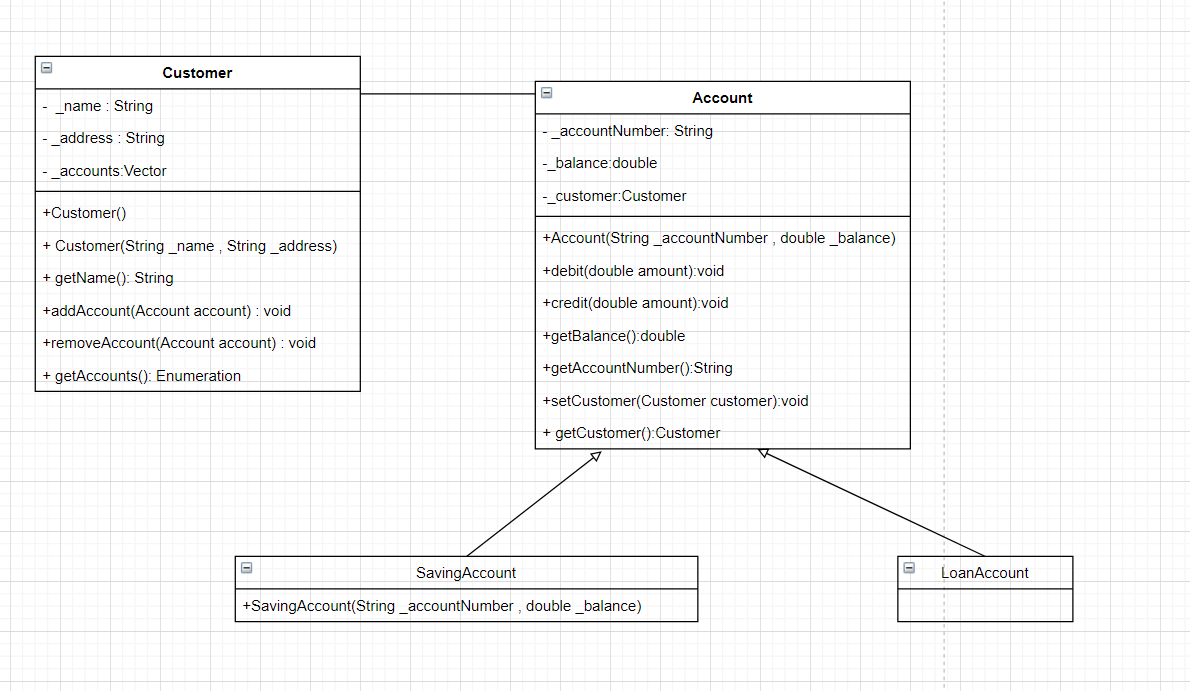 Customer
- _name : String
- _address : String
- _accounts:Vector
+Customer()
+ Customer(String _name , String _address)
+ getName(): String
+addAccount(Account account) : void
+removeAccount(Account account) : void
+ getAccounts(): Enumeration
Account
- _accountNumber: String
-_balance:double
-_customer:Customer
+Account(String _accountNumber , double _balance)
+debit(double amount):void
+credit(double amount):void
+getBalance():double
+getAccountNumber():String
+setCustomer(Customer customer):void
+ getCustomer():Customer
SavingAccount
+SavingAccount(String _accountNumber , double _balance)
LoanAccount